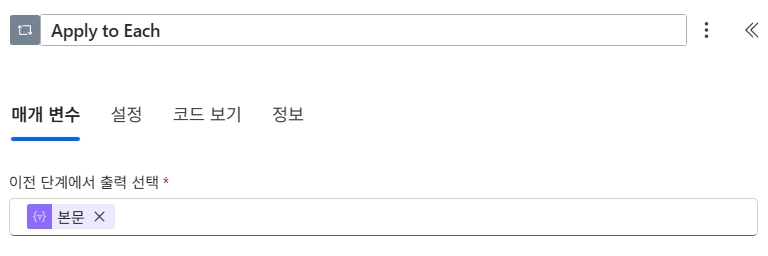 Apply to Each
매개 변수 설정 코드 보기 정보
이전 단계에서 출력 선택 *
본문